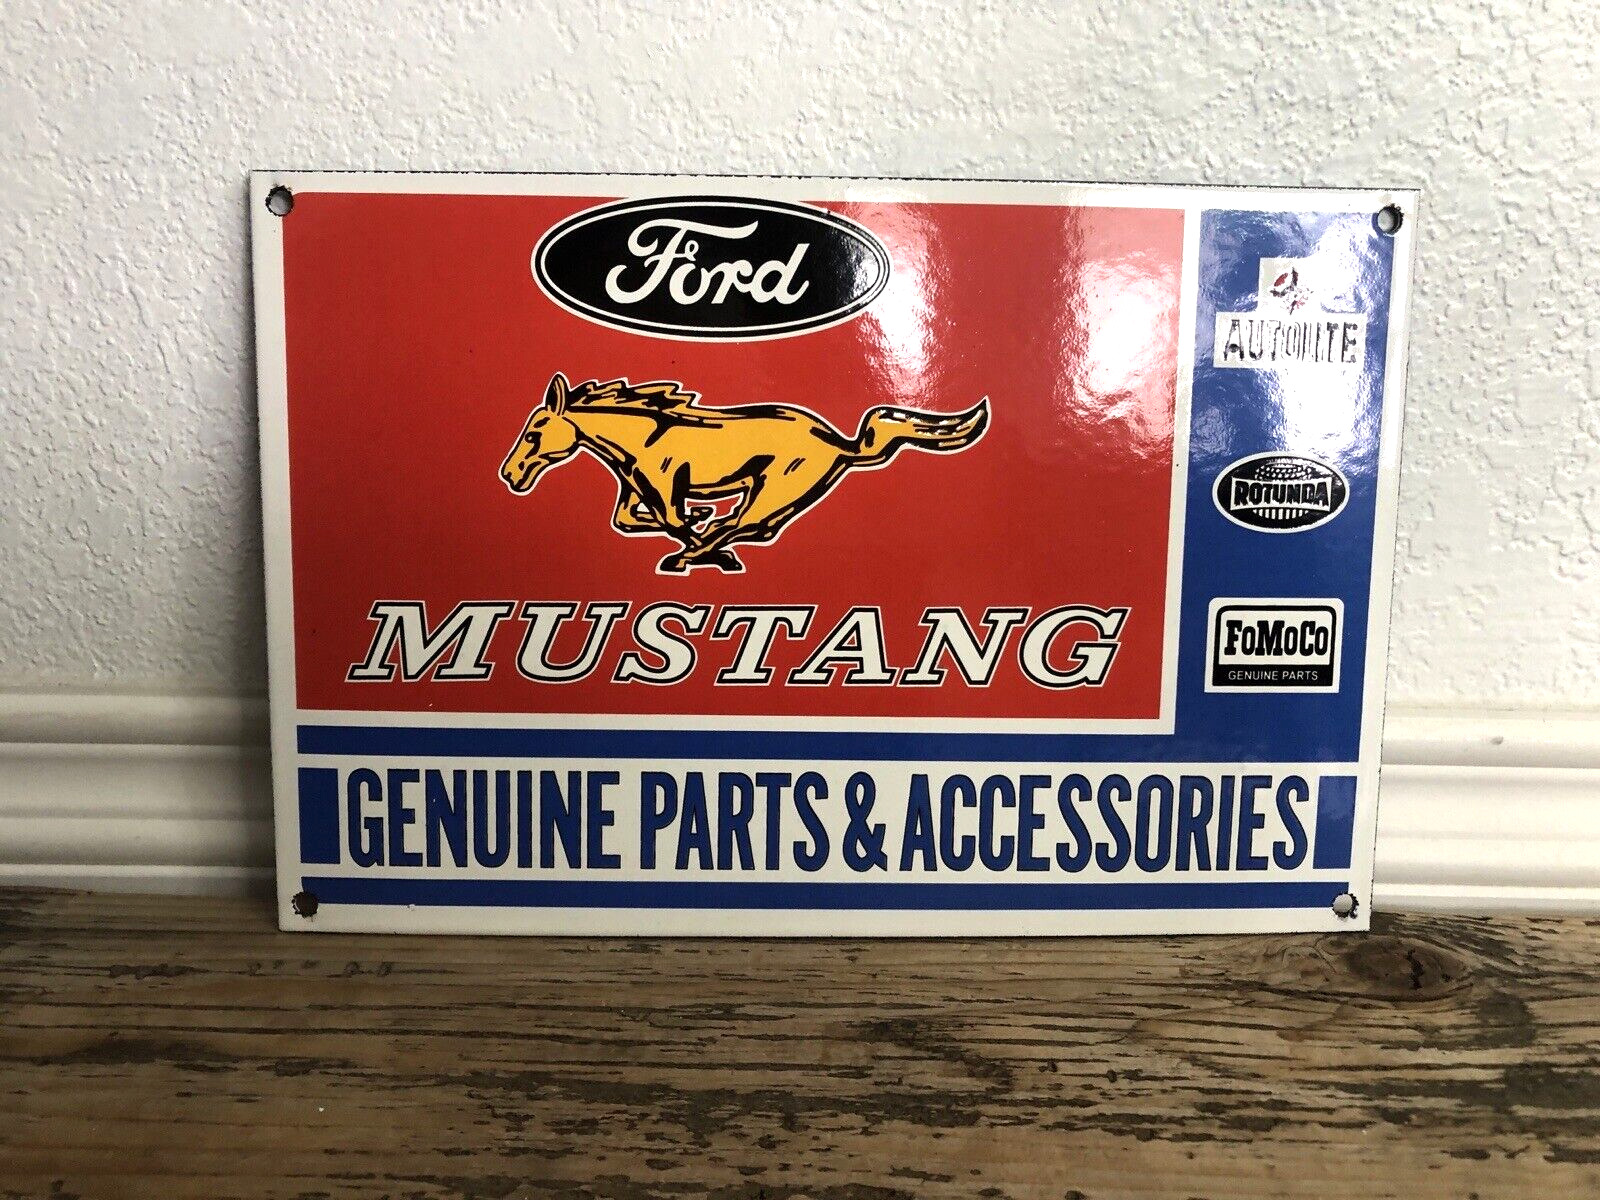 Ford
MUSTANG
AUTOLITE
ROTUNDA
FoMoCo
GENUINE PARTS
GENUINE PARTS & ACCESSORIES